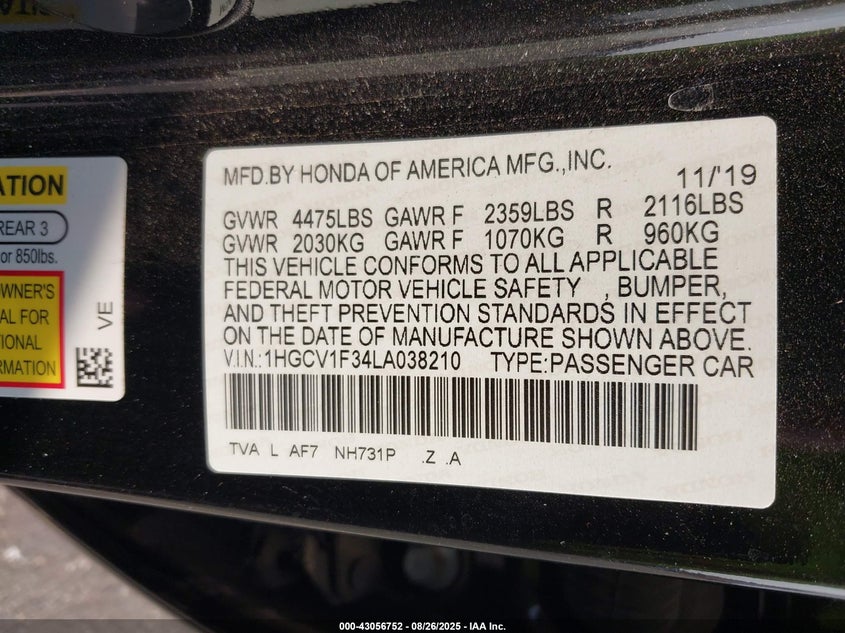 ATION
REAR 3
or 850lbs.
OWNER'S
AL FOR
TIONAL
RMATION
VE
MFD.BY HONDA OF AMERICA MFG.,INC. 11/'19
GVWR 4475LBS GAWR F 2359LBS R 2116LBS
GVWR 2030KG GAWR F 1070KG R 960KG
THIS VEHICLE CONFORMS TO ALL APPLICABLE
FEDERAL MOTOR VEHICLE SAFETY , BUMPER,
AND THEFT PREVENTION STANDARDS IN EFFECT
ON THE DATE OF MANUFACTURE SHOWN ABOVE.
V.I.N.:1HGCV1F34LA038210 TYPE:PASSENGER CAR
TVA L AF7 NH731P .Z .A
000-43056752 — 08/26/2025 — IAA Inc.